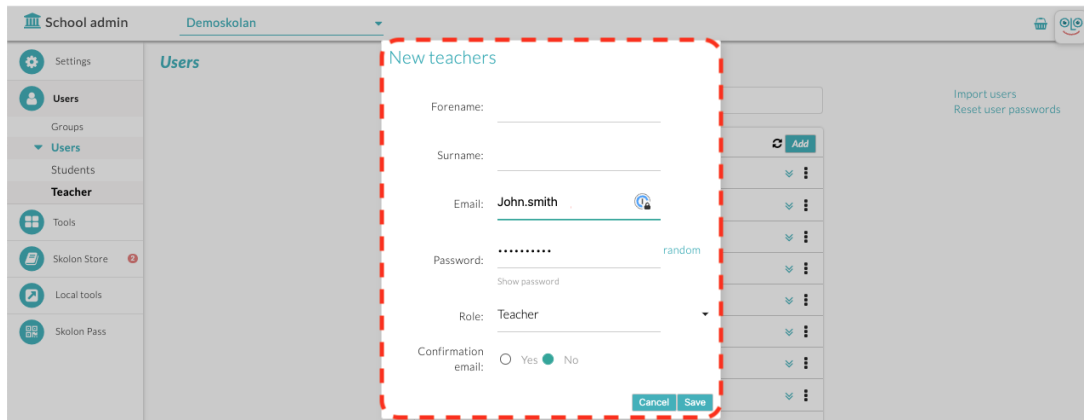 School admin
Demoskolan
Settings
Users
Groups
Users
Students
Teacher
Tools
Skolon Store 2
Local tools
Skolon Pass
Users
Import users
Reset user passwords
Add
New teachers
Forename:
Surname:
Email: John.smith
Password: •••••••••• random
Show password
Role: Teacher
Confirmation
email: Yes No
Cancel Save